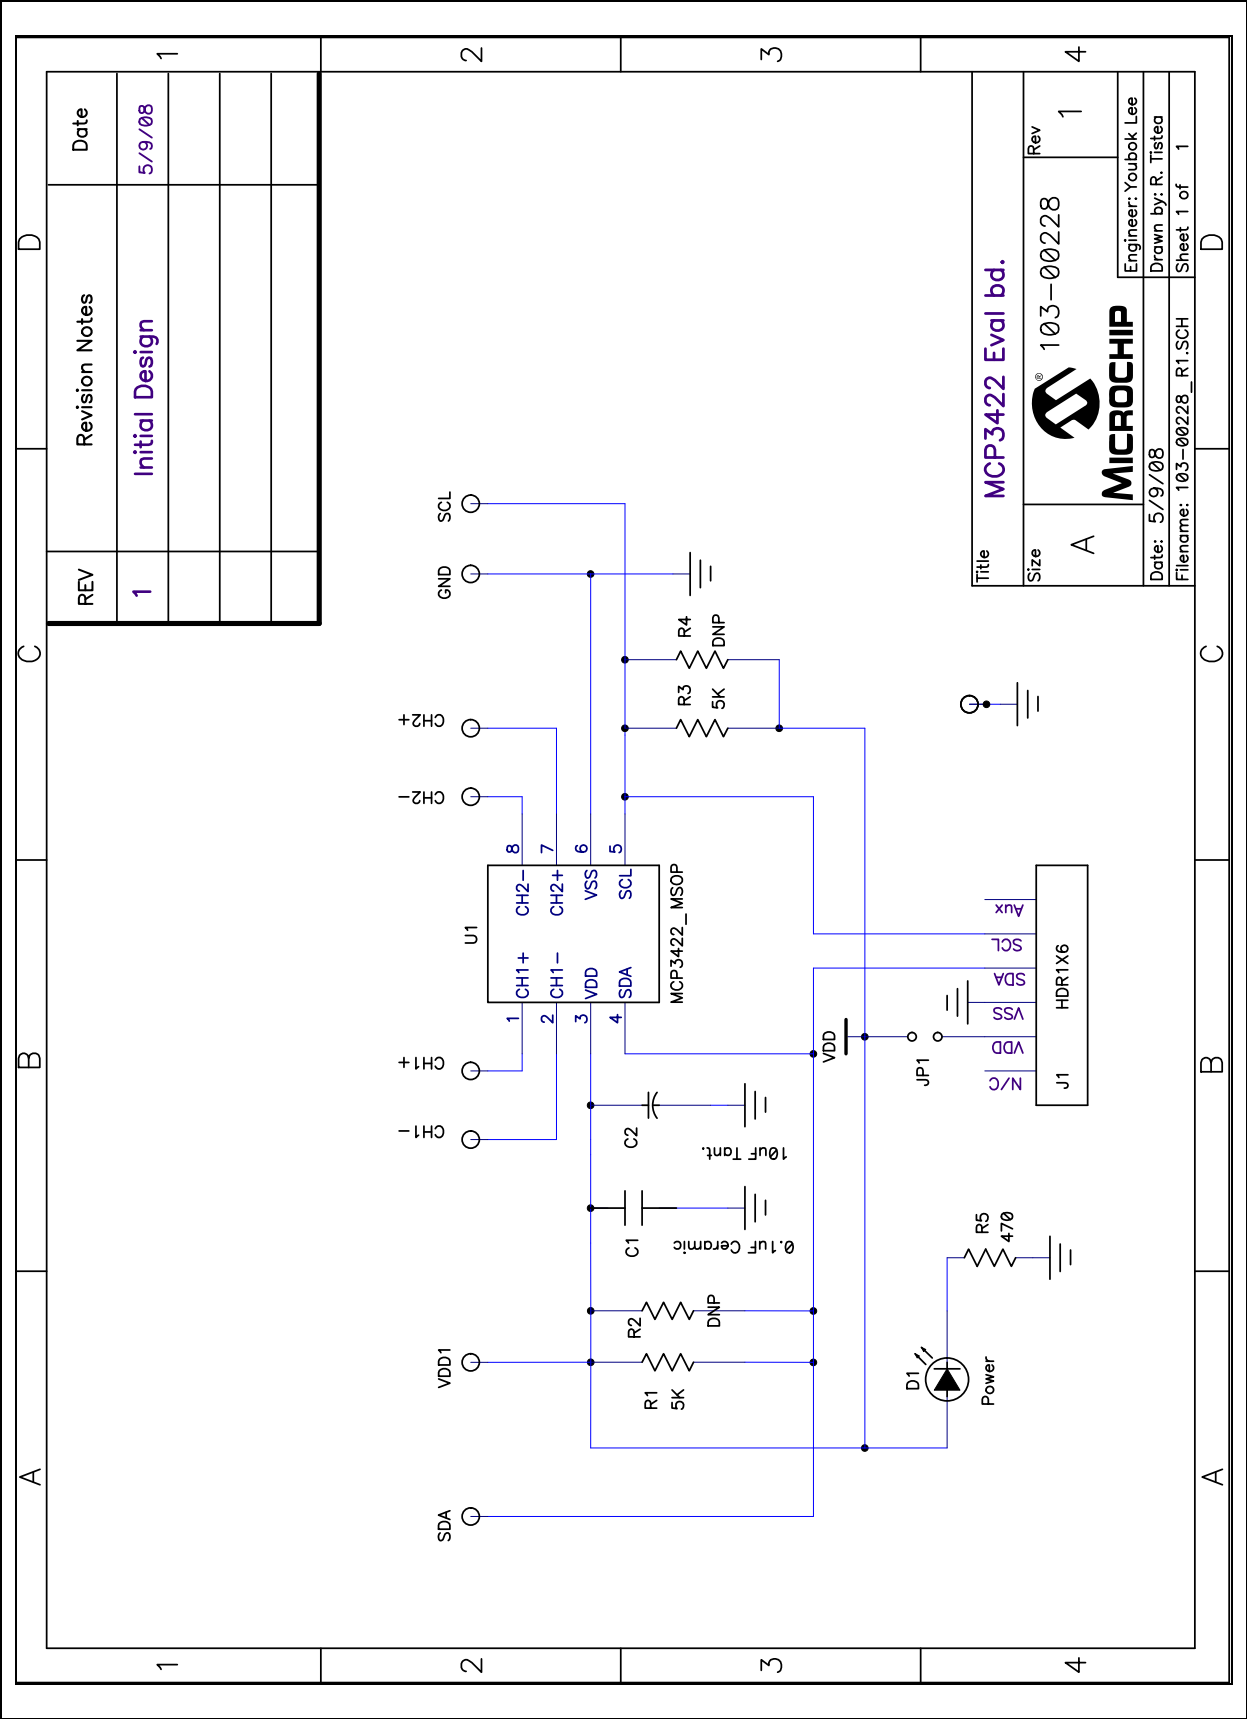 1
2
3
4
D
C
B
A
REV
Revision Notes
Date
1
Initial Design
5/9/08
SDA
VDD1
CH1-
CH1+
CH2-
CH2+
GND
SCL
U1
1
CH1+
CH2-
8
2
CH1-
CH2+
7
3
VDD
VSS
6
4
SDA
SCL
5
MCP3422_MSOP
R1
5K
R2
DNP
C1
0.1uF Ceramic
C2
10uF Tant.
R3
5K
R4
DNP
VDD
JP1
D1
Power
R5
470
N/C
VDD
VSS
SDA
SCL
Aux
J1
HDR1X6
Title
MCP3422 Eval bd.
Size
A
103-00228
Rev
1
®
MICROCHIP
Engineer: Youbok Lee
Date: 5/9/08
Drawn by: R. Tistea
Filename: 103-00228_R1.SCH
Sheet 1 of 1
A
B
C
D
1
2
3
4